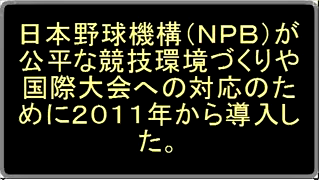 日本野球機構（NPB）が
公平な競技環境づくりや
国際大会への対応のた
めに2011年から導入し
た。